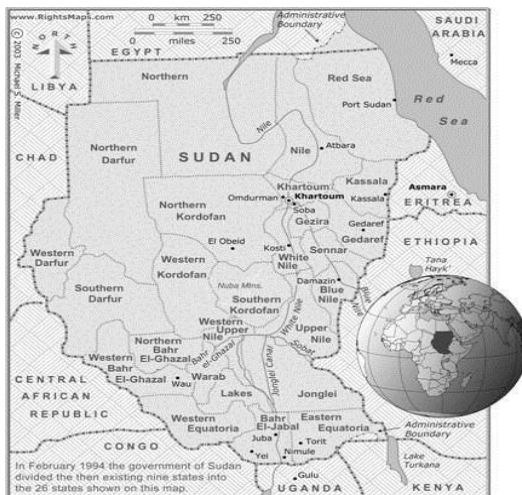 www.RightsMaps.com
© 2003 Michael S. Miller
NORTH
0 km 250
0 miles 250
Administrative
Boundary
SAUDI
ARABIA
Mecca
EGYPT
LIBYA
Northern
Red Sea
Port Sudan
Red
Sea
CHAD
Northern
Darfur
SUDAN
Nile
Nile
Atbara
Khartoum
Kassala
Omdurman
Khartoum
Kassala
Asmara
ERITREA
Northern
Kordofan
Soba
Gezira
Gedaref
Gedaref
ETHIOPIA
El Obeid
Kosti
Sennar
Tana
Hayk'
Western
Darfur
Western
Kordofan
White
Nile
Damazin
Southern
Darfur
Nuba Mtns.
Blue
Nile
Blue
Nile
Southern
Kordofan
White Nile
Western
Upper
Nile
Upper
Nile
Northern
Bahr
El-Ghazal
Bahr
el-Ghazal
Sobat
Western
Bahr
El-Ghazal
Warab
Wau
Jonglei Canal
CENTRAL
AFRICAN
REPUBLIC
Lakes
Jonglei
Western
Equatoria
Bahr
El-Jabal
Eastern
Equatoria
Administrative
Boundary
Juba
Torit
CONGO
Yei
Nimule
Lake
Turkana
Gulu
UGANDA
KENYA
In February 1994 the government of Sudan
divided the then existing nine states into
the 26 states shown on this map.